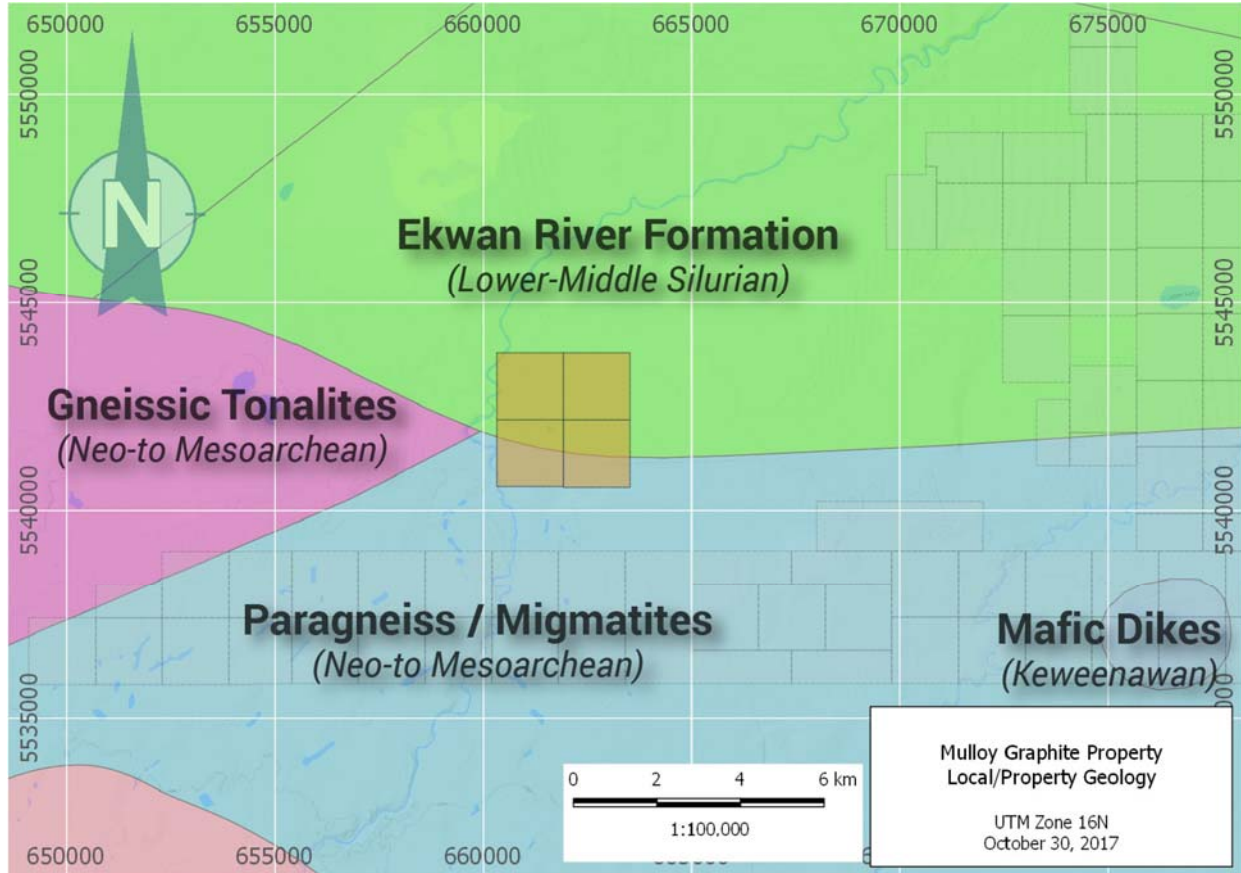 650000 655000 660000 665000 670000 675000
5550000 5550000
N
Ekwan River Formation
(Lower-Middle Silurian)
5545000 5545000
Gneissic Tonalites
(Neo-to Mesoarchean)
5540000 5540000
Paragneiss / Migmatites
(Neo-to Mesoarchean)
Mafic Dikes
(Keweenawan)
5535000
Mulloy Graphite Property
Local/Property Geology
UTM Zone 16N
October 30, 2017
0 2 4 6 km
1:100,000
650000 655000 660000